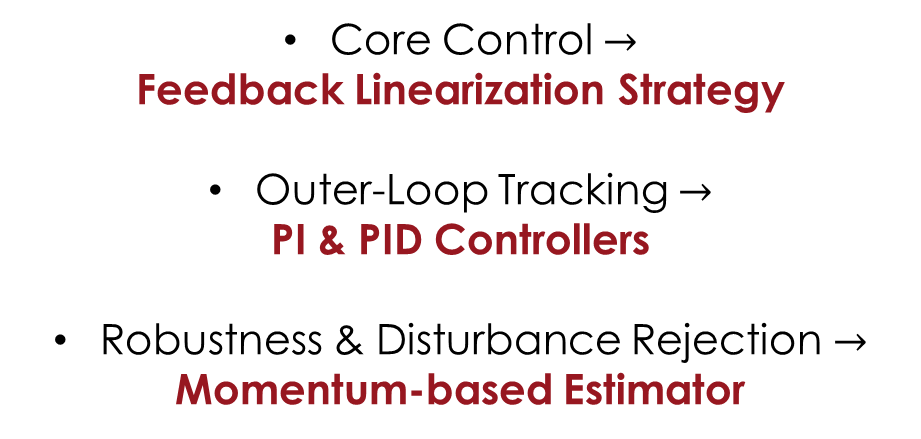 • Core Control →
Feedback Linearization Strategy
• Outer-Loop Tracking →
PI & PID Controllers
• Robustness & Disturbance Rejection →
Momentum-based Estimator